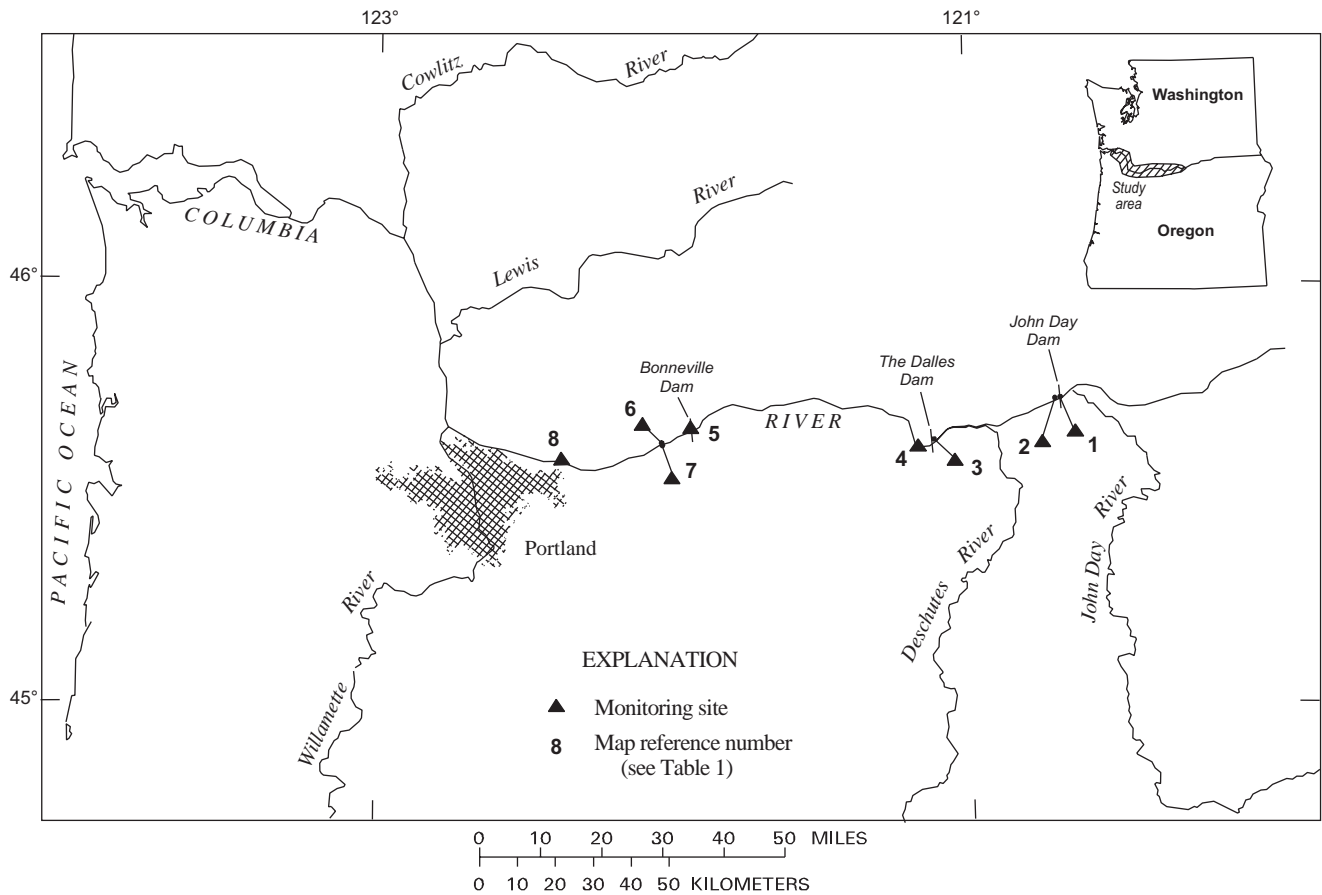 123°
121°
Cowlitz
River
Washington
Study
area
Oregon
COLUMBIA
River
Lewis
46°
John Day
Dam
The Dalles
Dam
Bonneville
Dam
RIVER
6
5
8
7
4
3
2
1
PACIFIC OCEAN
Portland
River
Willamette
River
Deschutes
River
John Day
45°
EXPLANATION
Monitoring site
8 Map reference number
(see Table 1)
0 10 20 30 40 50 MILES
0 10 20 30 40 50 KILOMETERS